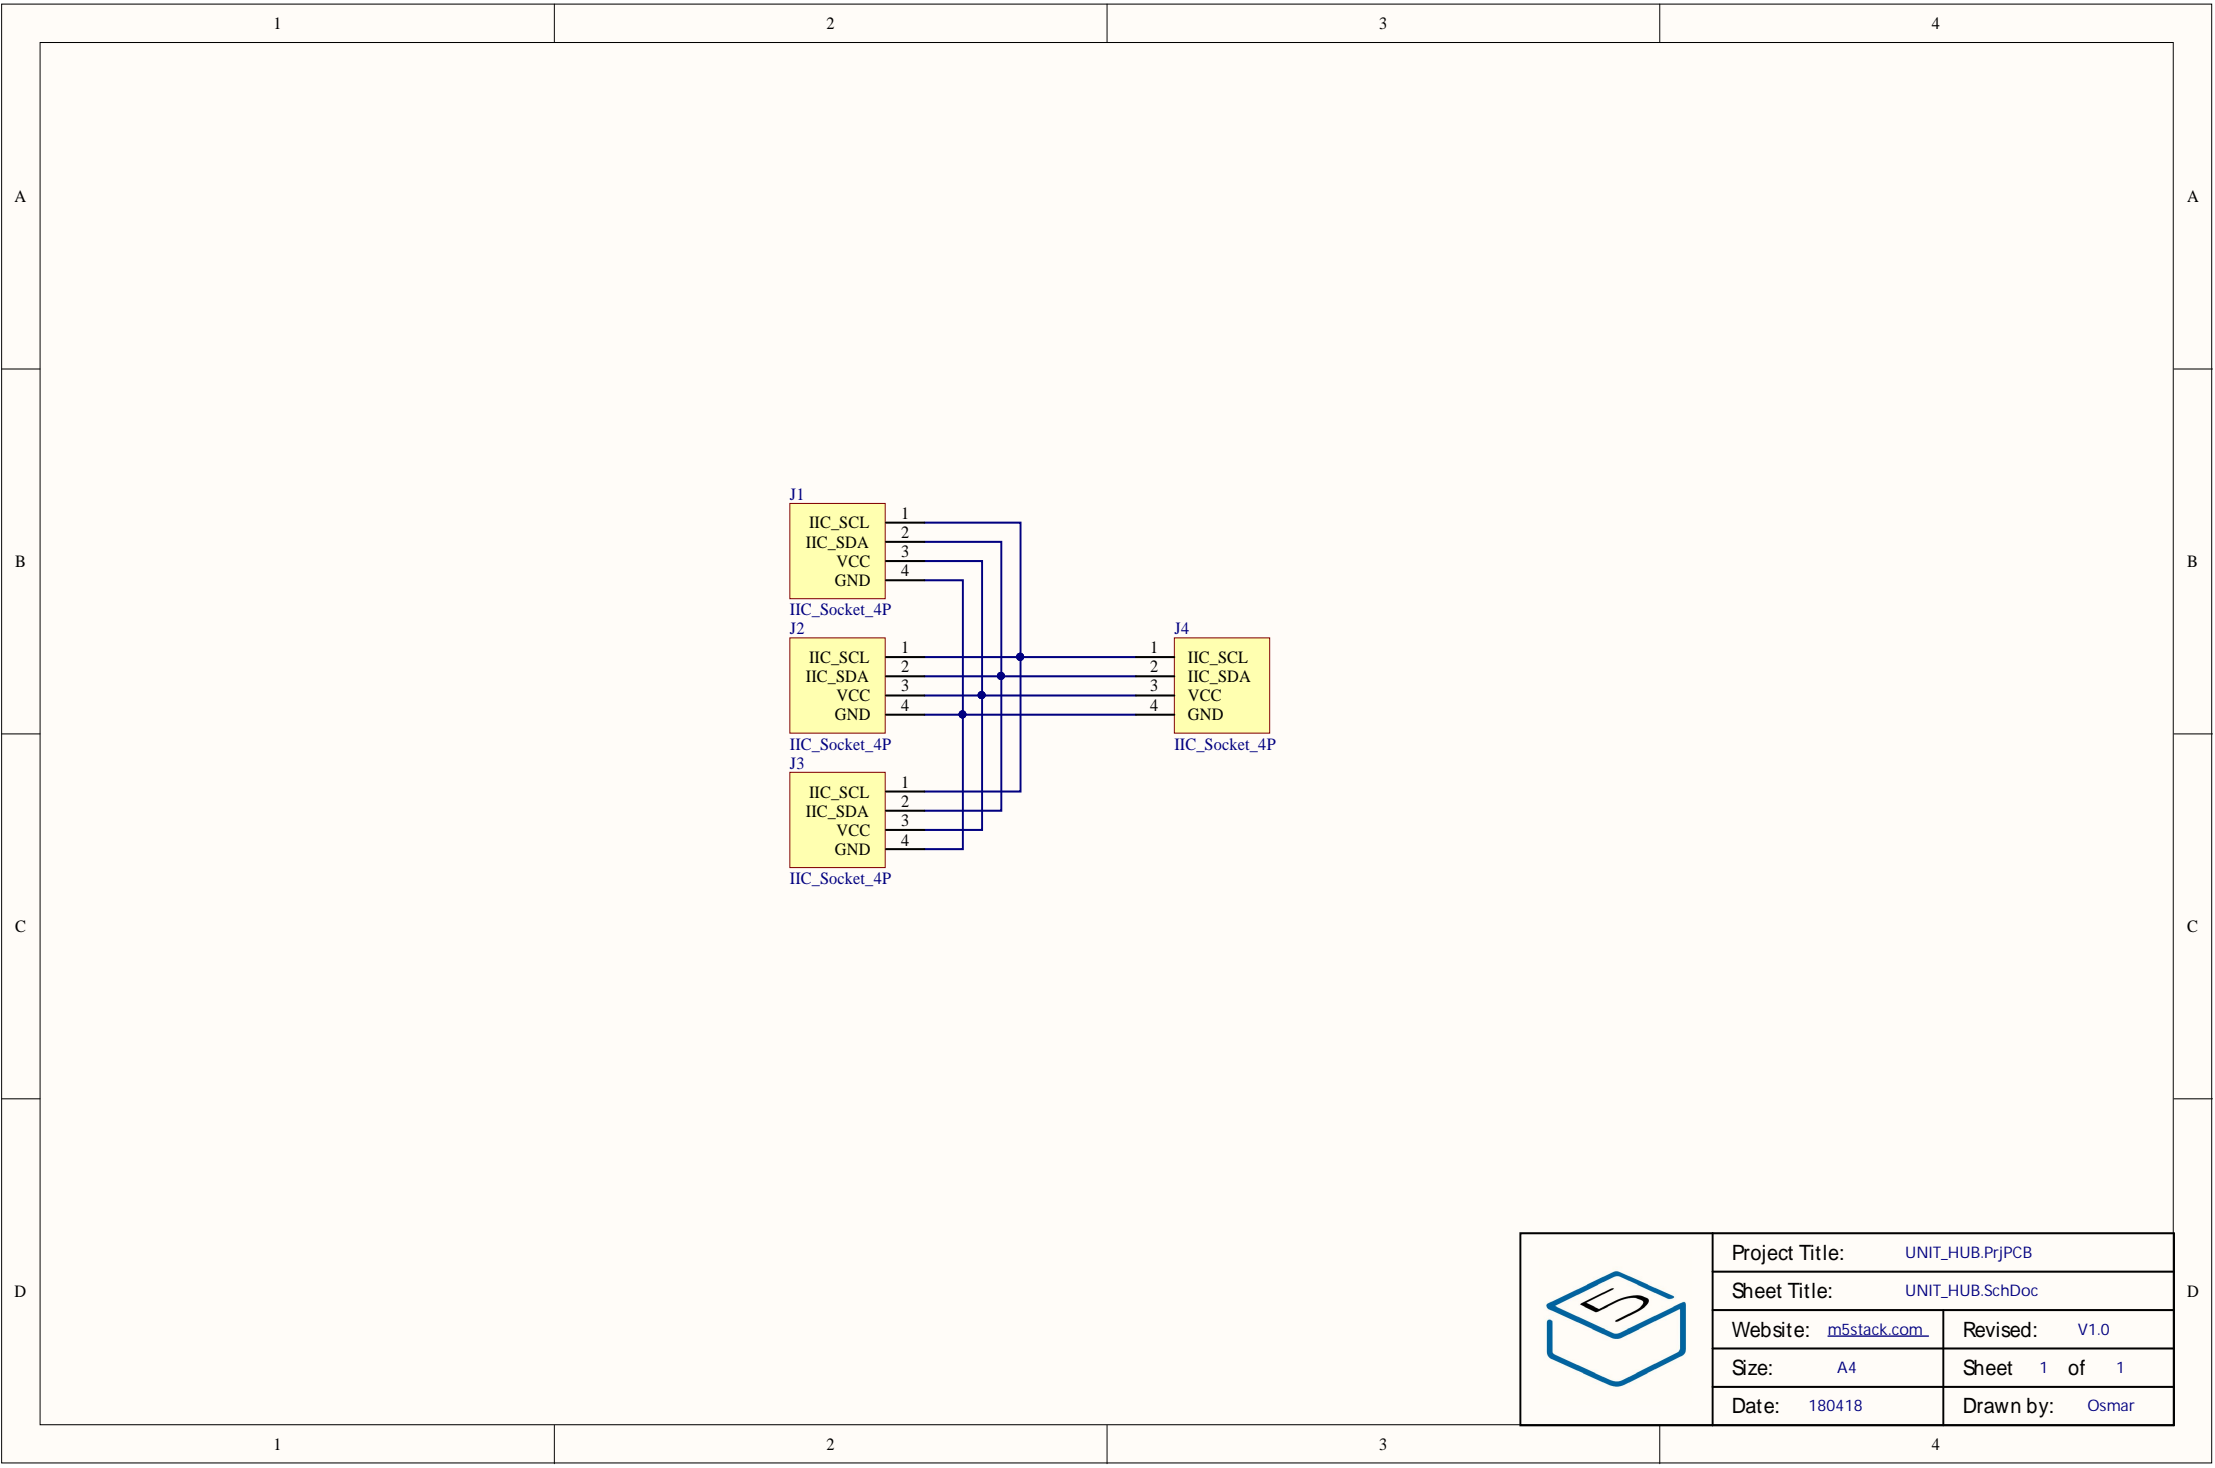 1 2 3 4
A A
B B
C C
D D
J1
IIC_SCL 1
IIC_SDA 2
VCC 3
GND 4
IIC_Socket_4P
J2
IIC_SCL 1
IIC_SDA 2
VCC 3
GND 4
IIC_Socket_4P
J3
IIC_SCL 1
IIC_SDA 2
VCC 3
GND 4
IIC_Socket_4P
J4
1 IIC_SCL
2 IIC_SDA
3 VCC
4 GND
IIC_Socket_4P
5
Project Title: UNIT_HUB.PrjPCB
Sheet Title: UNIT_HUB.SchDoc
Website: m5stack.com Revised: V1.0
Size: A4 Sheet 1 of 1
Date: 180418 Drawn by: Osmar
1 2 3 4